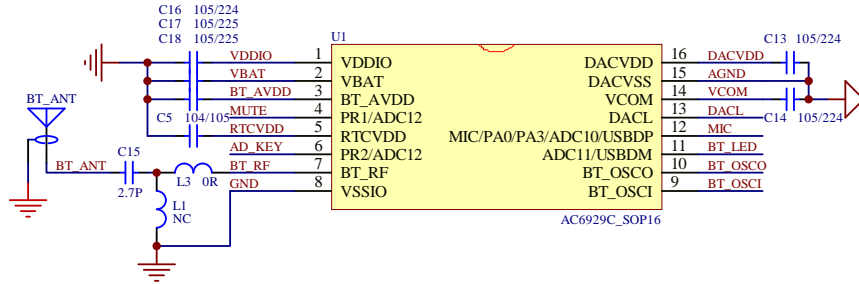 C16 105/224
C17 105/225
C18 105/225
U1
C13 105/224
VDDIO 1 VDDIO DACVDD 16 DACVDD
VBAT 2 VBAT DACVSS 15 AGND
BT_AVDD 3 BT_AVDD VCOM 14 VCOM
BT_ANT
C5 104/105
MUTE 4 PR1/ADC12 DACL 13 DACL
C14 105/224
RTCVDD 5 RTCVDD MIC/PA0/PA3/ADC10/USBDP 12 MIC
AD_KEY 6 PR2/ADC12 ADC11/USBDM 11 BT_LED
BT_ANT C15 2.7P
L3 0R
BT_RF 7 BT_RF BT_OSCO 10 BT_OSCO
GND 8 VSSIO BT_OSCI 9 BT_OSCI
L1
NC
AC6929C_SOP16